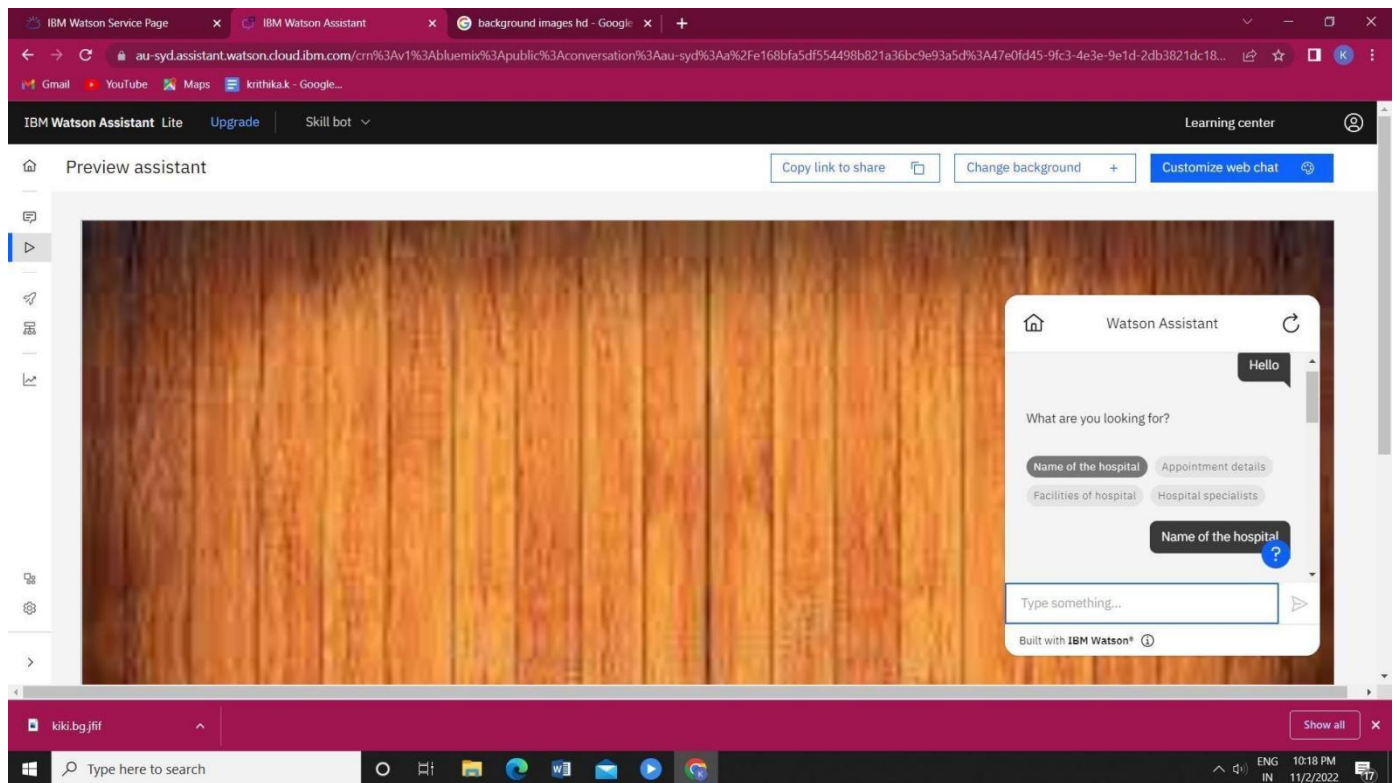 IBM Watson Service Page
IBM Watson Assistant
background images hd - Google
au-syd.assistant.watson.cloud.ibm.com/crn%3Av1%3Abluemix%3Apublic%3Aconversation%3Aau-syd%3Aa%2Fe168bfa5df554498b821a36bc9e93a5d%3A47e0fd45-9fc3-4e3e-9e1d-2db3821dc18...
K
Gmail YouTube Maps krithika.k - Google...
IBM Watson Assistant Lite Upgrade Skill bot Learning center
Preview assistant Copy link to share Change background + Customize web chat
Watson Assistant
Hello
What are you looking for?
Name of the hospital Appointment details
Facilities of hospital Hospital specialists
Name of the hospital
?
Type something...
Built with IBM Watson®
kiki.bg.jfif Show all
Type here to search
ENG 10:18 PM
IN 11/2/2022 17